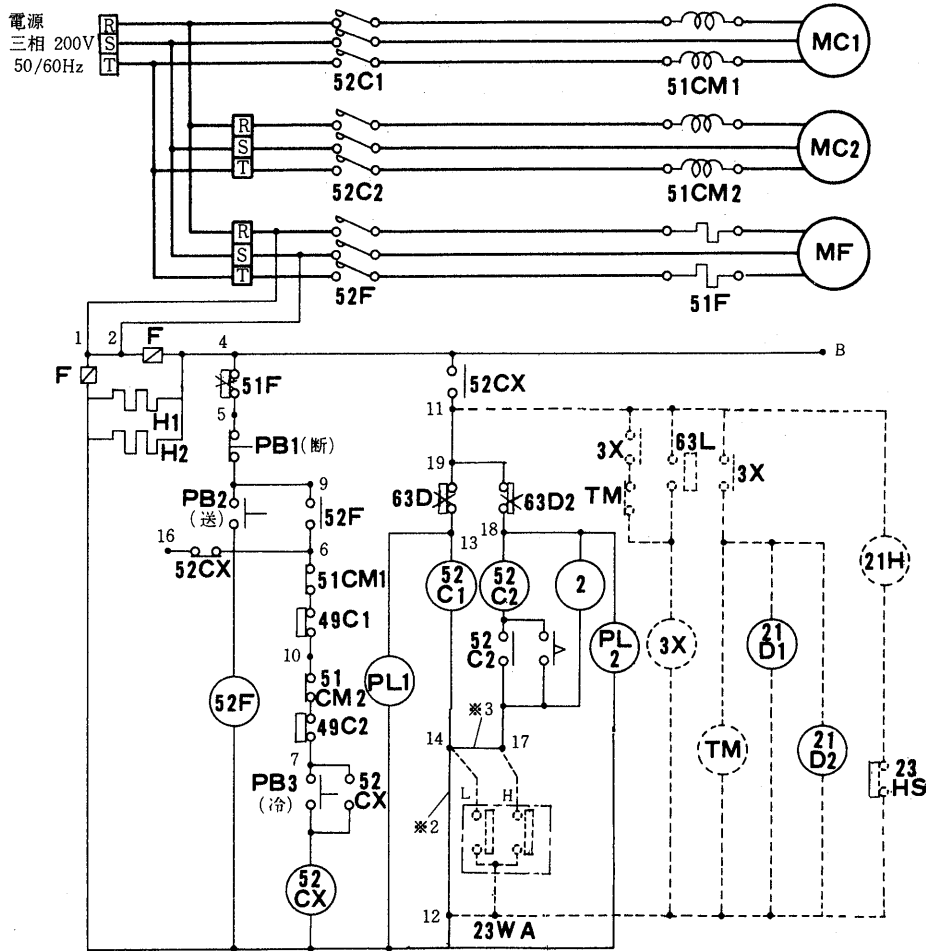 電源
三相 200V
50/60Hz
R
S
T
52C1
51CM1
MC1
R
S
T
52C2
51CM2
MC2
R
S
T
52F
51F
MF
1
2
F
4
B
F
51F
52CX
11
H1
5
H2
PB1(断)
3X
63L
3X
19
9
PB2
(送)
52F
63D
63D2
TM
16
6
18
13
52CX
51CM1
52
C1
52
C2
2
21H
49C1
10
52
C2
PL
2
3X
21
D1
51
CM2
PL1
52F
49C2
※3
14
17
TM
21
D2
7
PB3
(冷)
52
CX
L
H
23
HS
※2
52
CX
12
23WA